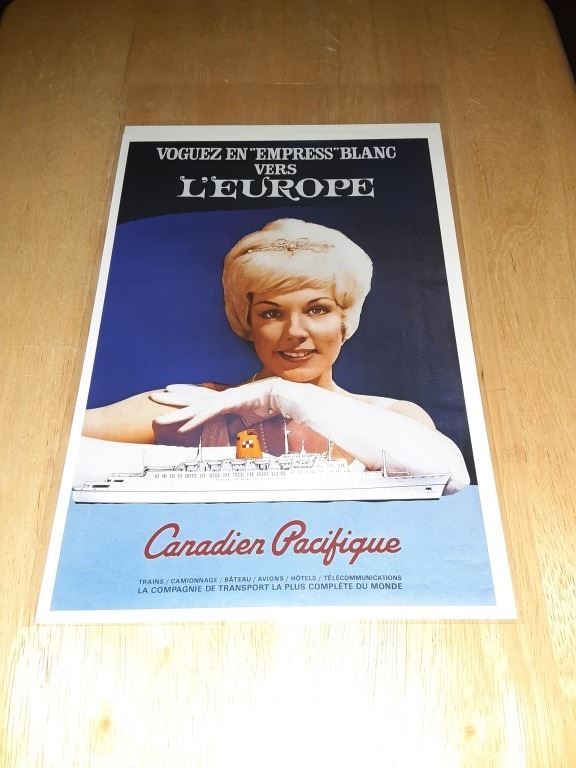 VOGUEZ EN "EMPRESS" BLANC
VERS
L'EUROPE
Canadien Pacifique
TRAINS / CAMIONNAGE / BÂTEAU / AVIONS / HÔTELS / TÉLÉCOMMUNICATIONS
LA COMPAGNIE DE TRANSPORT LA PLUS COMPLÈTE DU MONDE